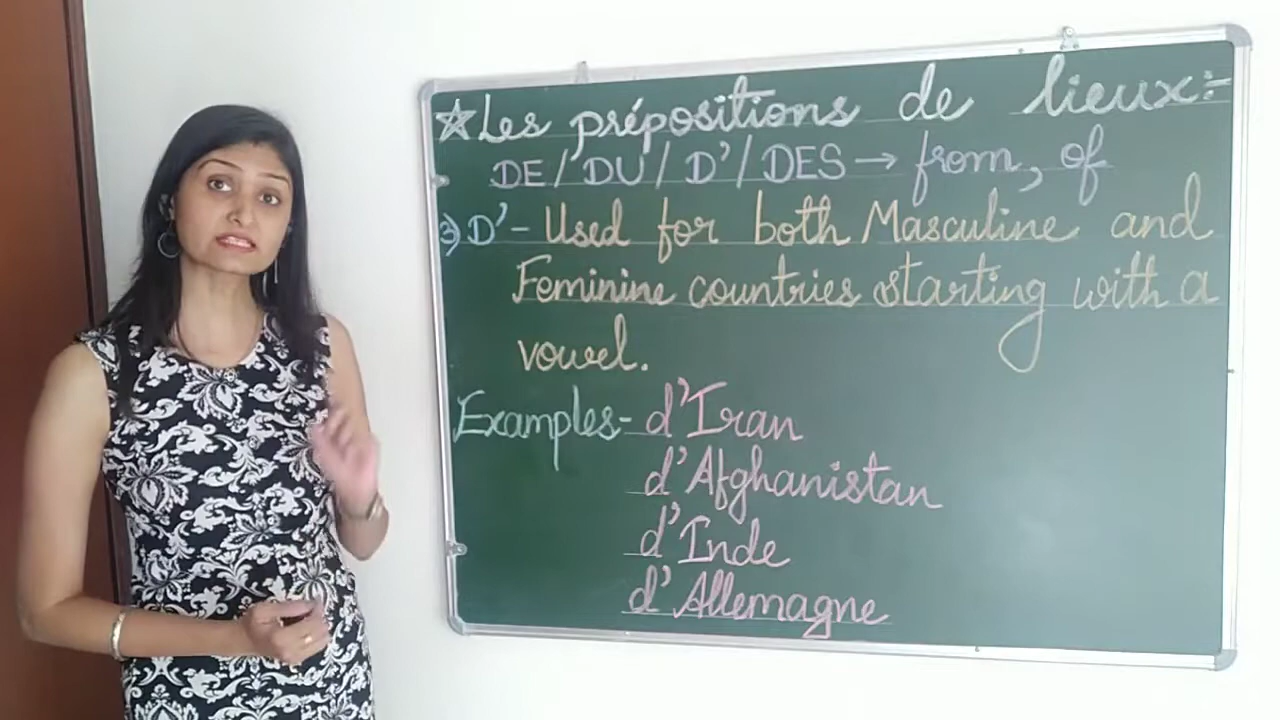 ☆ Les prépositions de lieux:-
DE / DU / D' / DES → from, of
3) D' - Used for both Masculine and
Feminine countries starting with a
vowel.
Examples- d'Iran
d'Afghanistan
d'Inde
d'Allemagne